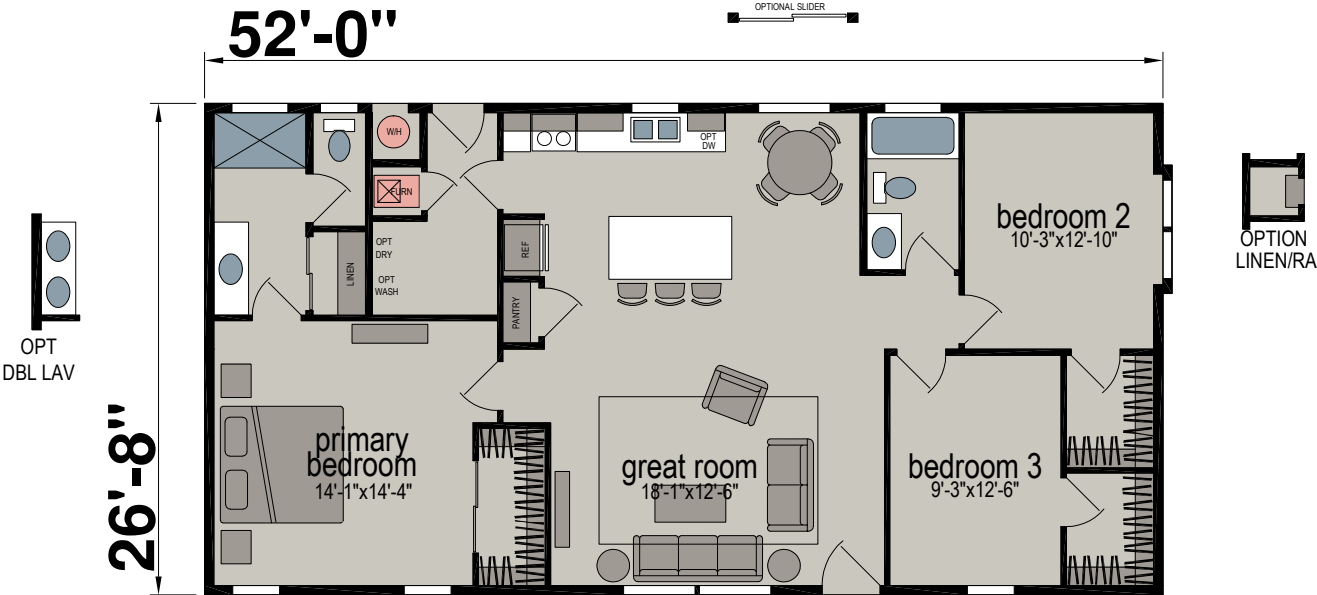 OPTIONAL SLIDER
52'-0"
W/H
FURN
OPT
DW
OPT
DRY
OPT
WASH
LINEN
REF
PANTRY
bedroom 2
10'-3"x12'-10"
OPTION
LINEN/RA
OPT
DBL LAV
26'-8"
primary
bedroom
14'-1"x14'-4"
great room
18'-1"x12'-6"
bedroom 3
9'-3"x12'-6"